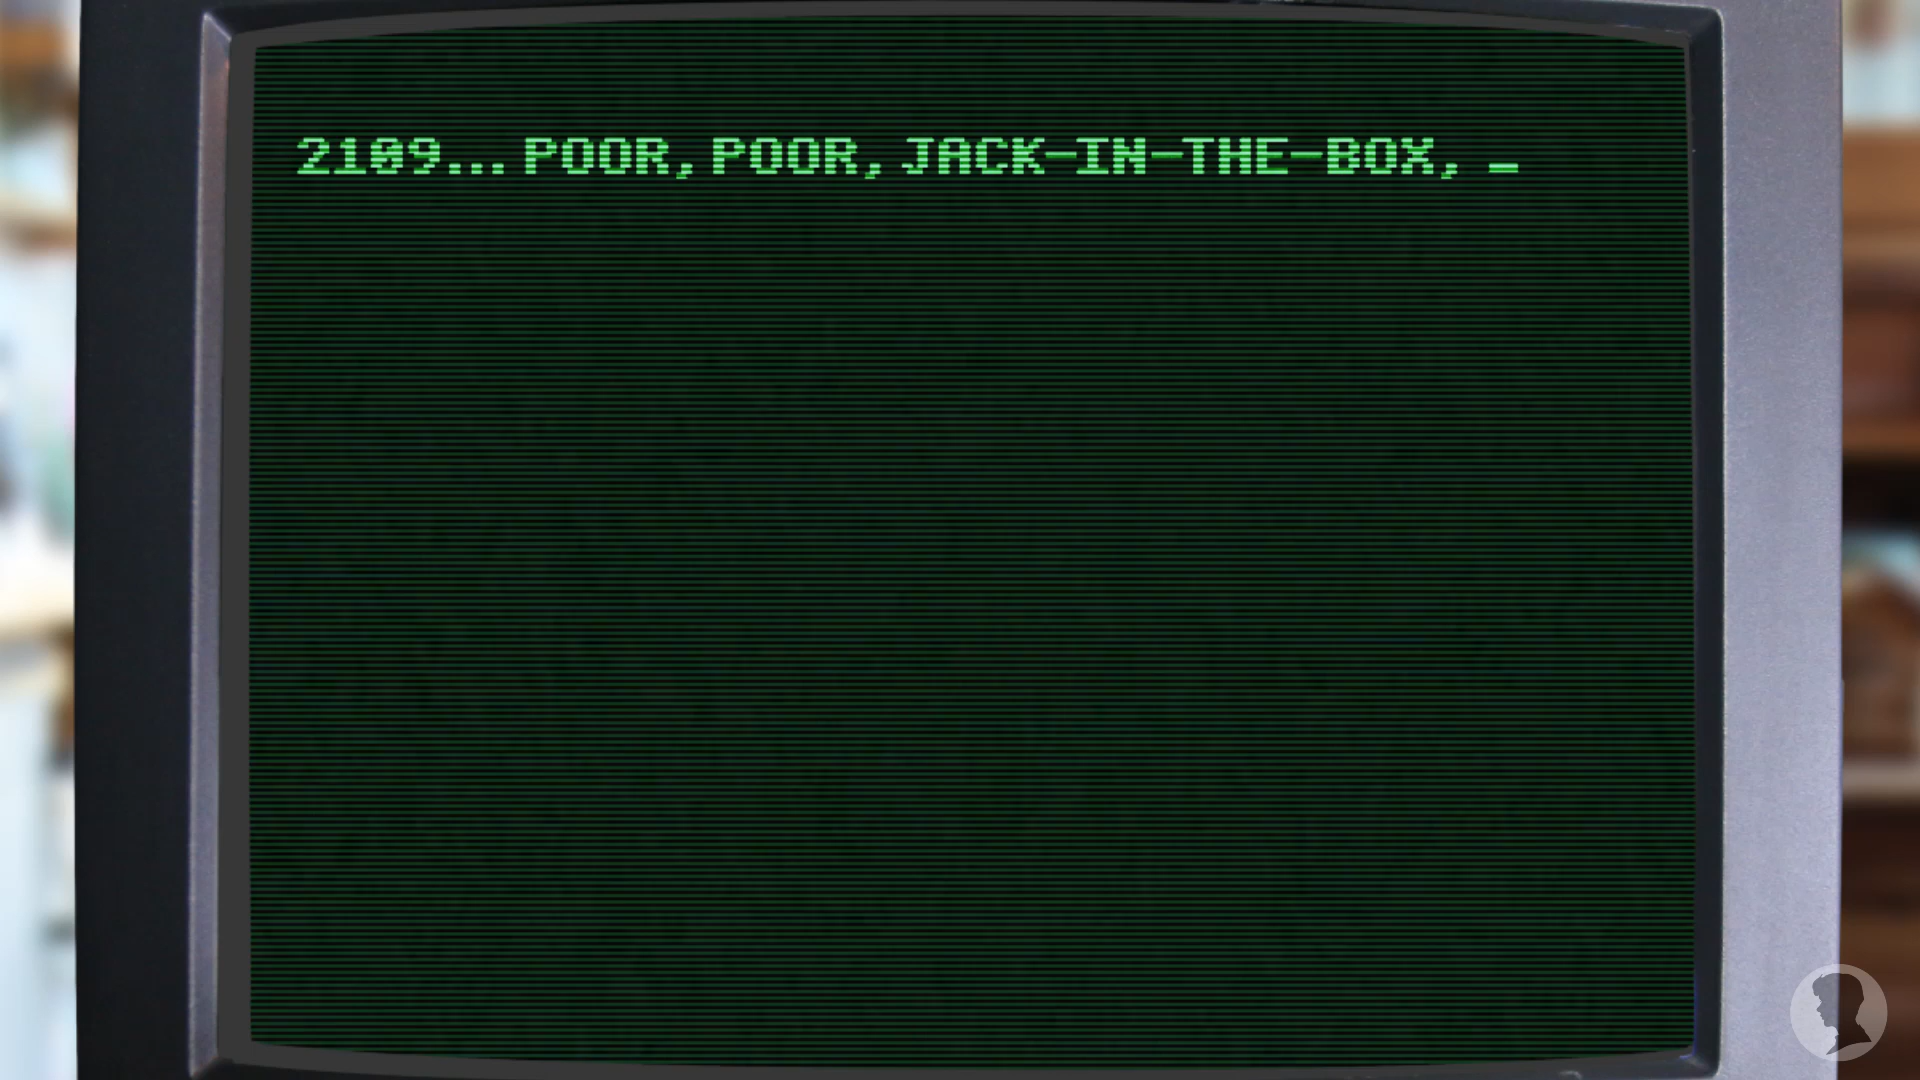 2109... POOR, POOR, JACK-IN-THE-BOX, _